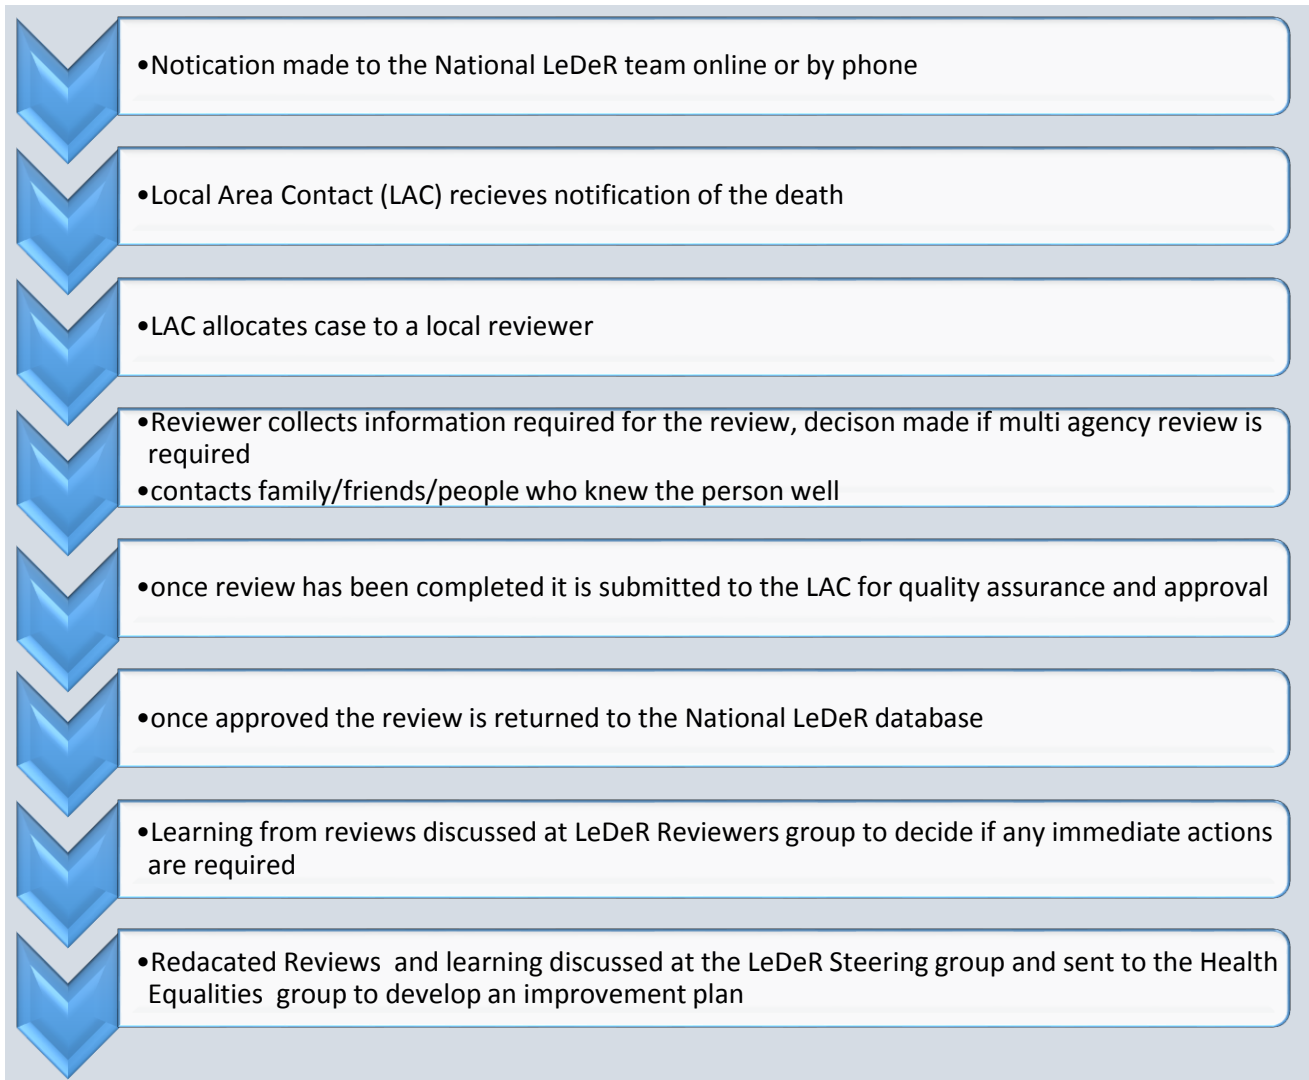 •Notication made to the National LeDeR team online or by phone
•Local Area Contact (LAC) recieves notification of the death
•LAC allocates case to a local reviewer
•Reviewer collects information required for the review, decison made if multi agency review is
required
•contacts family/friends/people who knew the person well
•once review has been completed it is submitted to the LAC for quality assurance and approval
•once approved the review is returned to the National LeDeR database
•Learning from reviews discussed at LeDeR Reviewers group to decide if any immediate actions
are required
•Redacated Reviews  and learning discussed at the LeDeR Steering group and sent to the Health
Equalities  group to develop an improvement plan